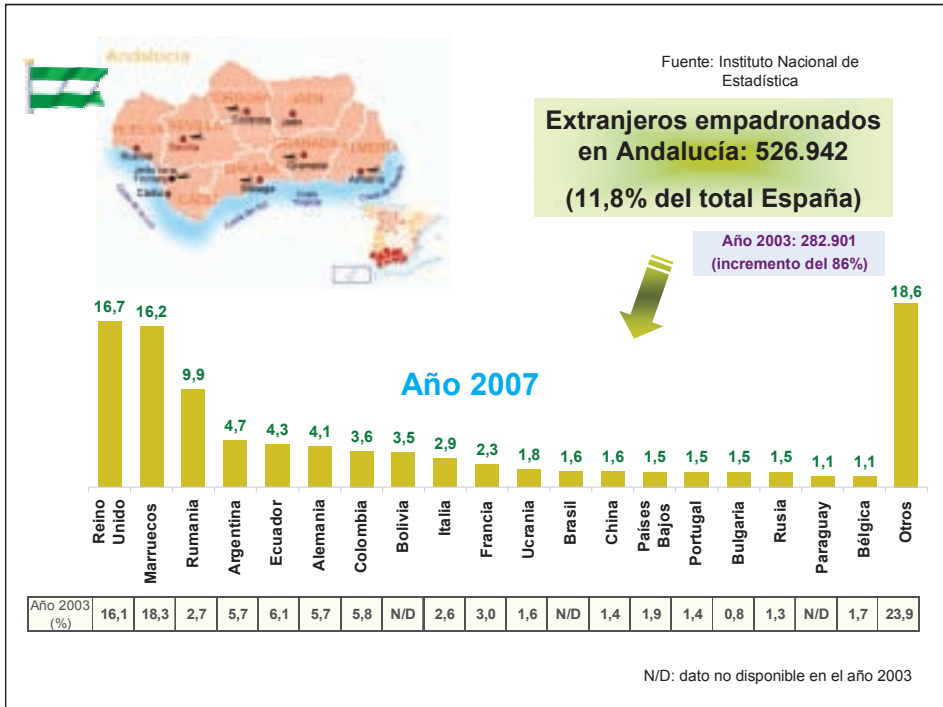 Andalucía
Fuente: Instituto Nacional de
Estadística
Extranjeros empadronados
en Andalucía: 526.942
(11,8% del total España)
Año 2003: 282.901
(incremento del 86%)
Año 2007
16,7
16,2
9,9
4,7
4,3
4,1
3,6
3,5
2,9
2,3
1,8
1,6
1,6
1,5
1,5
1,5
1,5
1,1
1,1
18,6
Reino
Unido
Marruecos
Rumania
Argentina
Ecuador
Alemania
Colombia
Bolivia
Italia
Francia
Ucrania
Brasil
China
Países
Bajos
Portugal
Bulgaria
Rusia
Paraguay
Bélgica
Otros
Año 2003
(%)
16,1 18,3 2,7 5,7 6,1 5,7 5,8 N/D 2,6 3,0 1,6 N/D 1,4 1,9 1,4 0,8 1,3 N/D 1,7 23,9
N/D: dato no disponible en el año 2003